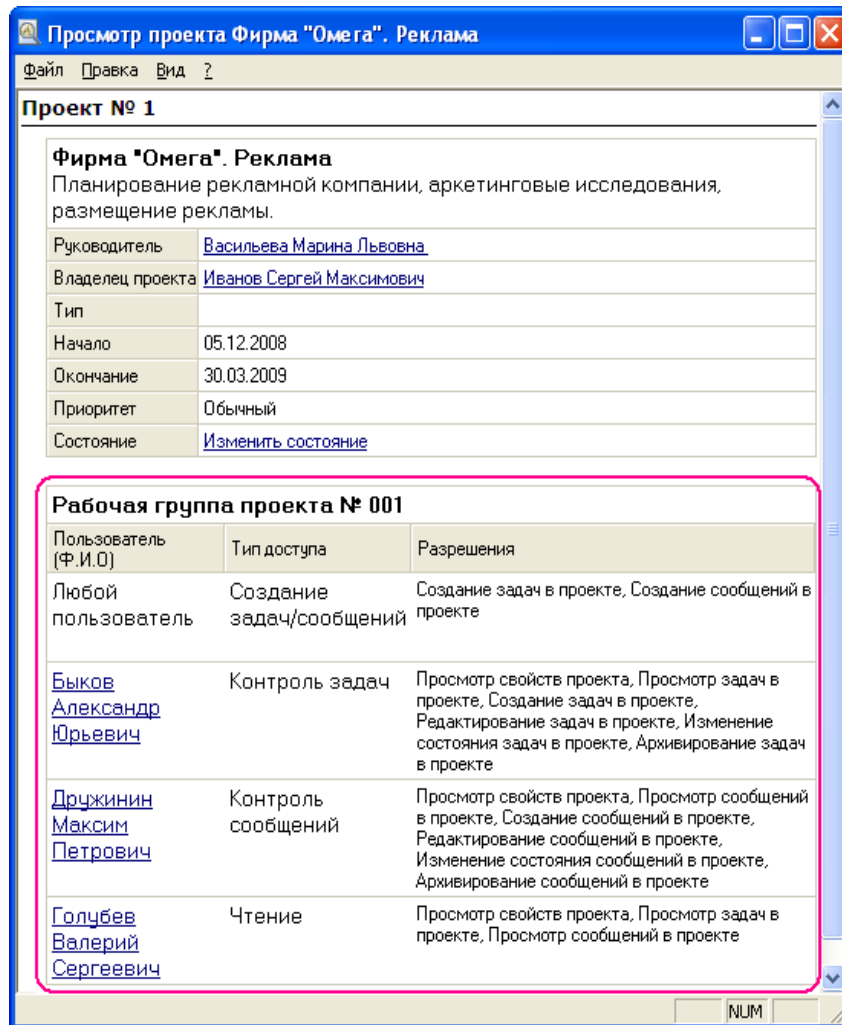 Просмотр проекта Фирма "Омега". Реклама
Файл Правка Вид ?
Проект № 1
Фирма "Омега". Реклама
Планирование рекламной компании, аркетинговые исследования,
размещение рекламы.
Руководитель Васильева Марина Львовна
Владелец проекта Иванов Сергей Максимович
Тип
Начало 05.12.2008
Окончание 30.03.2009
Приоритет Обычный
Состояние Изменить состояние
Рабочая группа проекта № 001
Пользователь
(Ф.И.О)
Тип доступа
Разрешения
Любой
пользователь
Создание
задач/сообщений
Создание задач в проекте, Создание сообщений в
проекте
Быков
Александр
Юрьевич
Контроль задач
Просмотр свойств проекта, Просмотр задач в
проекте, Создание задач в проекте,
Редактирование задач в проекте, Изменение
состояния задач в проекте, Архивирование задач
в проекте
Дружинин
Максим
Петрович
Контроль
сообщений
Просмотр свойств проекта, Просмотр сообщений
в проекте, Создание сообщений в проекте,
Редактирование сообщений в проекте,
Изменение состояния сообщений в проекте,
Архивирование сообщений в проекте
Голубев
Валерий
Сергеевич
Чтение
Просмотр свойств проекта, Просмотр задач в
проекте, Просмотр сообщений в проекте
NUM